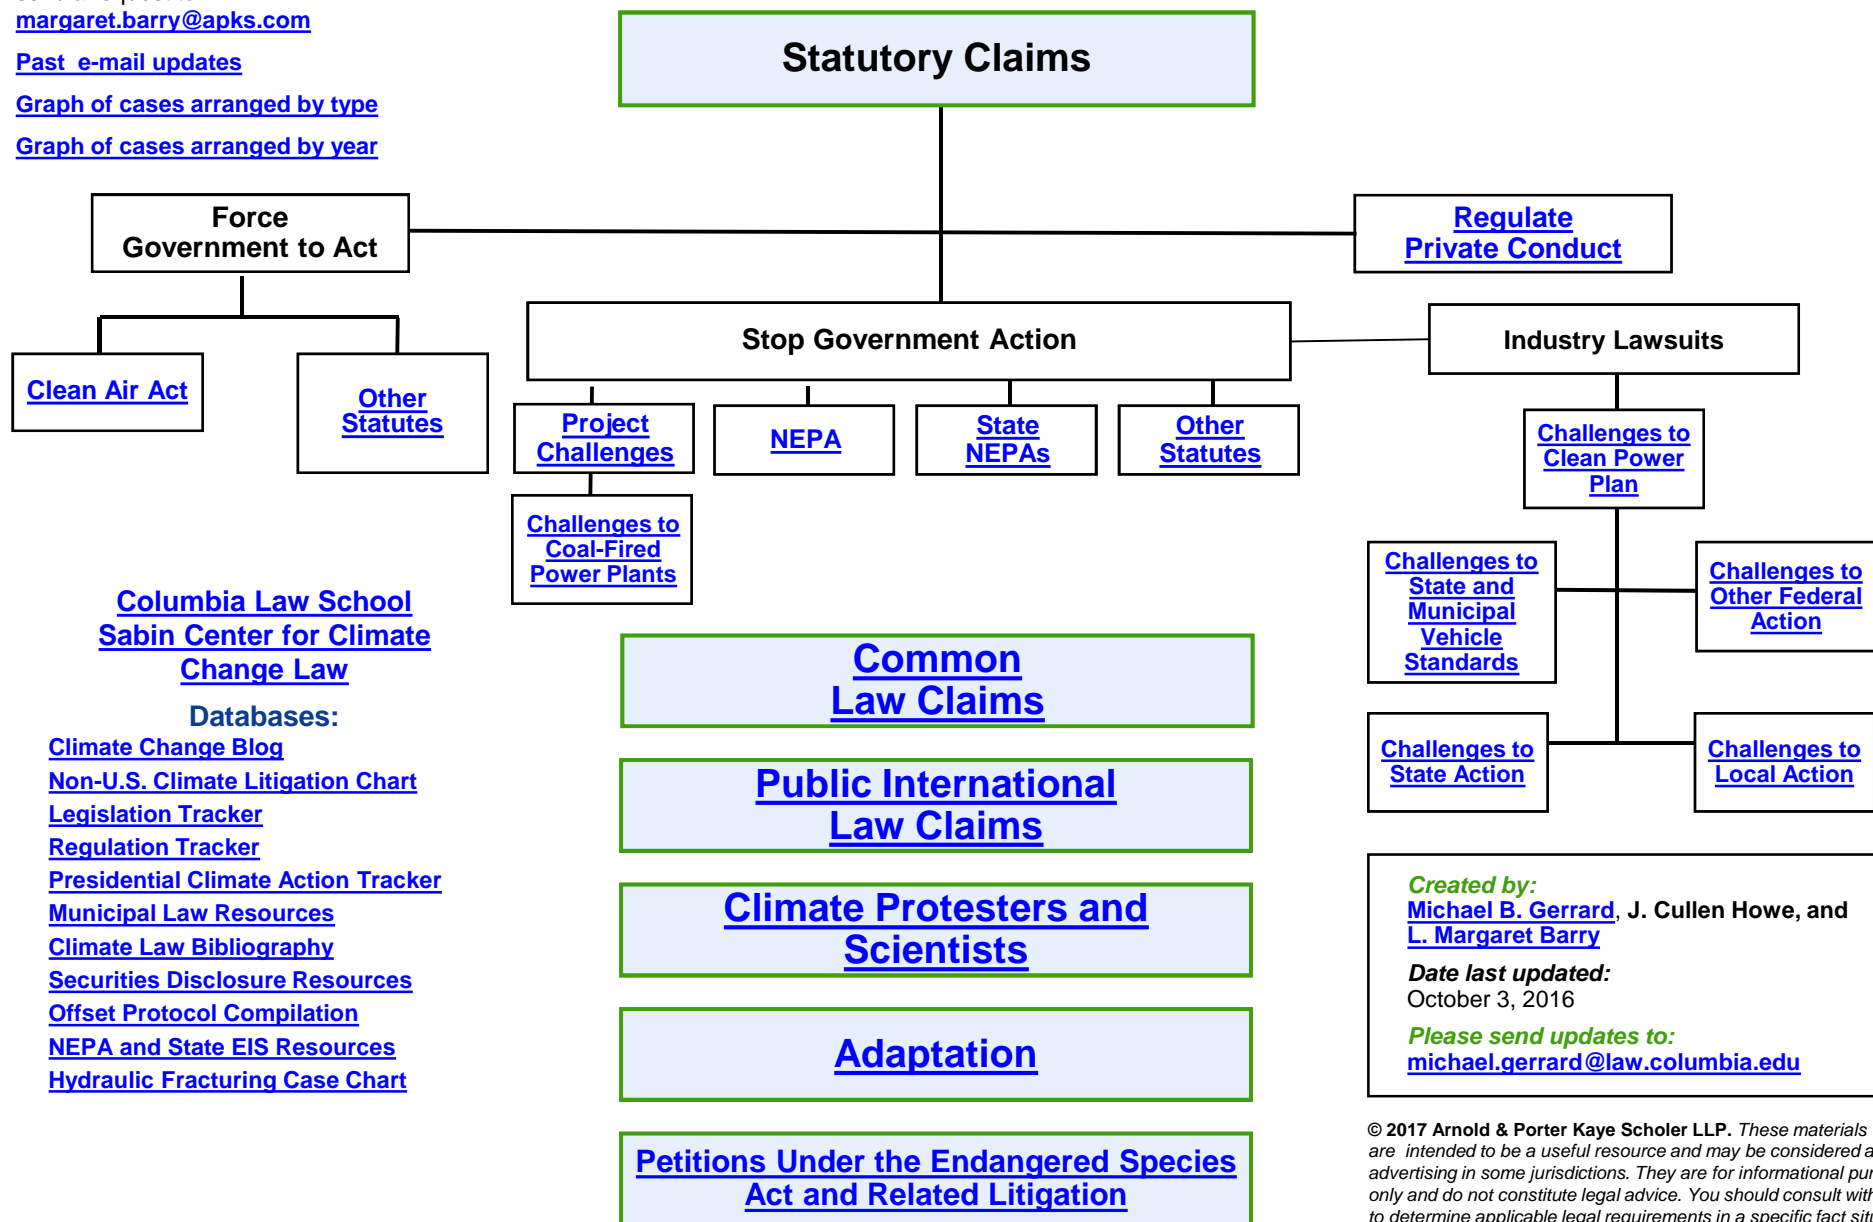 margaret.barry@apks.com
Past e-mail updates
Graph of cases arranged by type
Graph of cases arranged by year
Statutory Claims
Force
Government to Act
Regulate
Private Conduct
Stop Government Action
Industry Lawsuits
Clean Air Act
Other
Statutes
Project
Challenges
NEPA
State
NEPAs
Other
Statutes
Challenges to
Clean Power
Plan
Challenges to
Coal-Fired
Power Plants
Challenges to
State and
Municipal
Vehicle
Standards
Challenges to
Other Federal
Action
Challenges to
State Action
Challenges to
Local Action
Columbia Law School
Sabin Center for Climate
Change Law
Databases:
Climate Change Blog
Non-U.S. Climate Litigation Chart
Legislation Tracker
Regulation Tracker
Presidential Climate Action Tracker
Municipal Law Resources
Climate Law Bibliography
Securities Disclosure Resources
Offset Protocol Compilation
NEPA and State EIS Resources
Hydraulic Fracturing Case Chart
Common
Law Claims
Public International
Law Claims
Climate Protesters and
Scientists
Adaptation
Petitions Under the Endangered Species
Act and Related Litigation
Created by:
Michael B. Gerrard, J. Cullen Howe, and
L. Margaret Barry
Date last updated:
October 3, 2016
Please send updates to:
michael.gerrard@law.columbia.edu
© 2017 Arnold & Porter Kaye Scholer LLP. These materials
are intended to be a useful resource and may be considered
advertising in some jurisdictions. They are for informational
only and do not constitute legal advice. You should consult with
to determine applicable legal requirements in a specific fact